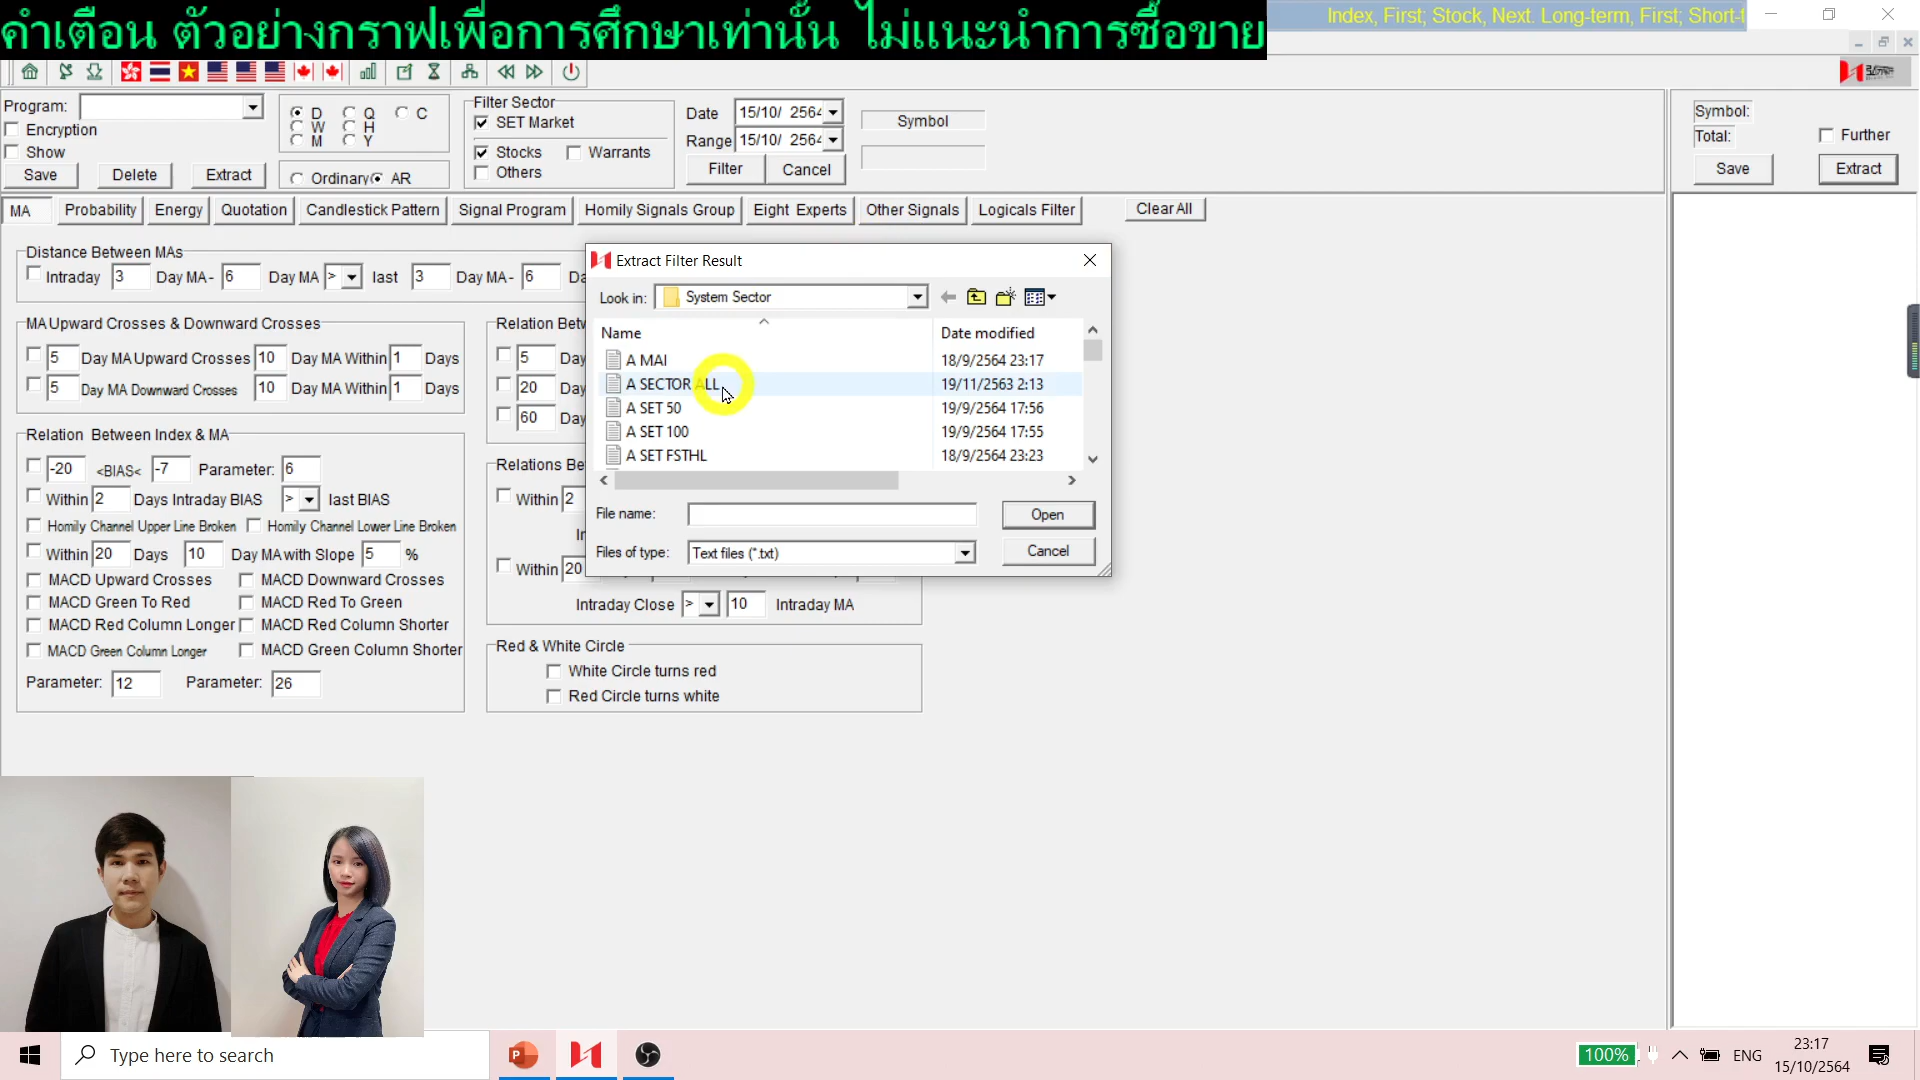 คำเตือน ตัวอย่างกราฟเพื่อการศึกษาเท่านั้น ไม่แนะนำการซื้อขาย
Index, First; Stock, Next. Long-term, First; Short-t
Program:
Encryption
Show
Save Delete Extract
D Q C
W H
M Y
Ordinary AR
Filter Sector
SET Market
Stocks Warrants
Others
Date 15/10/ 2564
Range 15/10/ 2564
Filter Cancel
Symbol
Symbol:
Total: Further
Save Extract
MA Probability Energy Quotation Candlestick Pattern Signal Program Homily Signals Group Eight Experts Other Signals Logicals Filter Clear All
Distance Between MAs
Intraday 3 Day MA- 6 Day MA > last 3 Day MA- 6 Da
MA Upward Crosses & Downward Crosses
5 Day MA Upward Crosses 10 Day MA Within 1 Days
5 Day MA Downward Crosses 10 Day MA Within 1 Days
Relation Between Index & MA
-20 <BIAS< -7 Parameter: 6
Within 2 Days Intraday BIAS > last BIAS
Homily Channel Upper Line Broken Homily Channel Lower Line Broken
Within 20 Days 10 Day MA with Slope 5 %
MACD Upward Crosses MACD Downward Crosses
MACD Green To Red MACD Red To Green
MACD Red Column Longer MACD Red Column Shorter
MACD Green Column Longer MACD Green Column Shorter
Parameter: 12 Parameter: 26
Relation Betw
5 Day
20 Day
60 Day
Relations Be
Within 2
In
Within 20
Intraday Close > 10 Intraday MA
Red & White Circle
White Circle turns red
Red Circle turns white
Extract Filter Result
Look in: System Sector
Name Date modified
A MAI 18/9/2564 23:17
A SECTOR ALL 19/11/2563 2:13
A SET 50 19/9/2564 17:56
A SET 100 19/9/2564 17:55
A SET FSTHL 18/9/2564 23:23
File name: Open
Files of type: Text files (*.txt) Cancel
Type here to search
100% ENG
23:17
15/10/2564